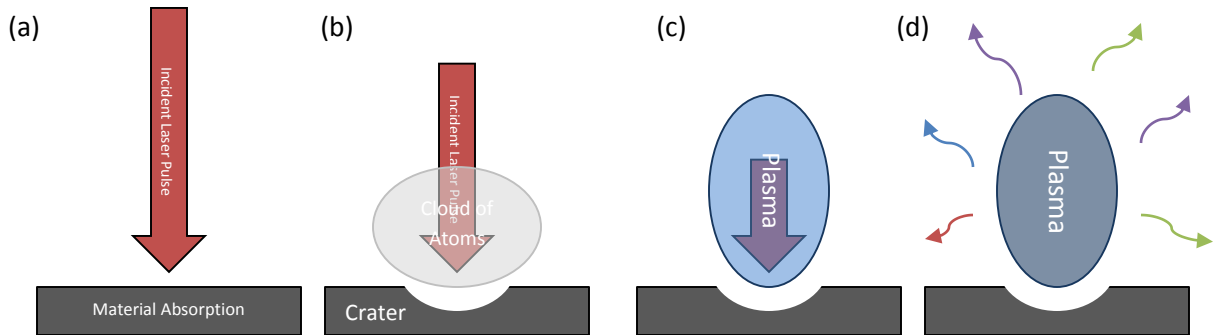 (a)
Incident Laser Pulse
Material Absorption
(b)
Incident Laser Pulse
Cloud of
Atoms
Crater
(c)
Plasma
(d)
Plasma